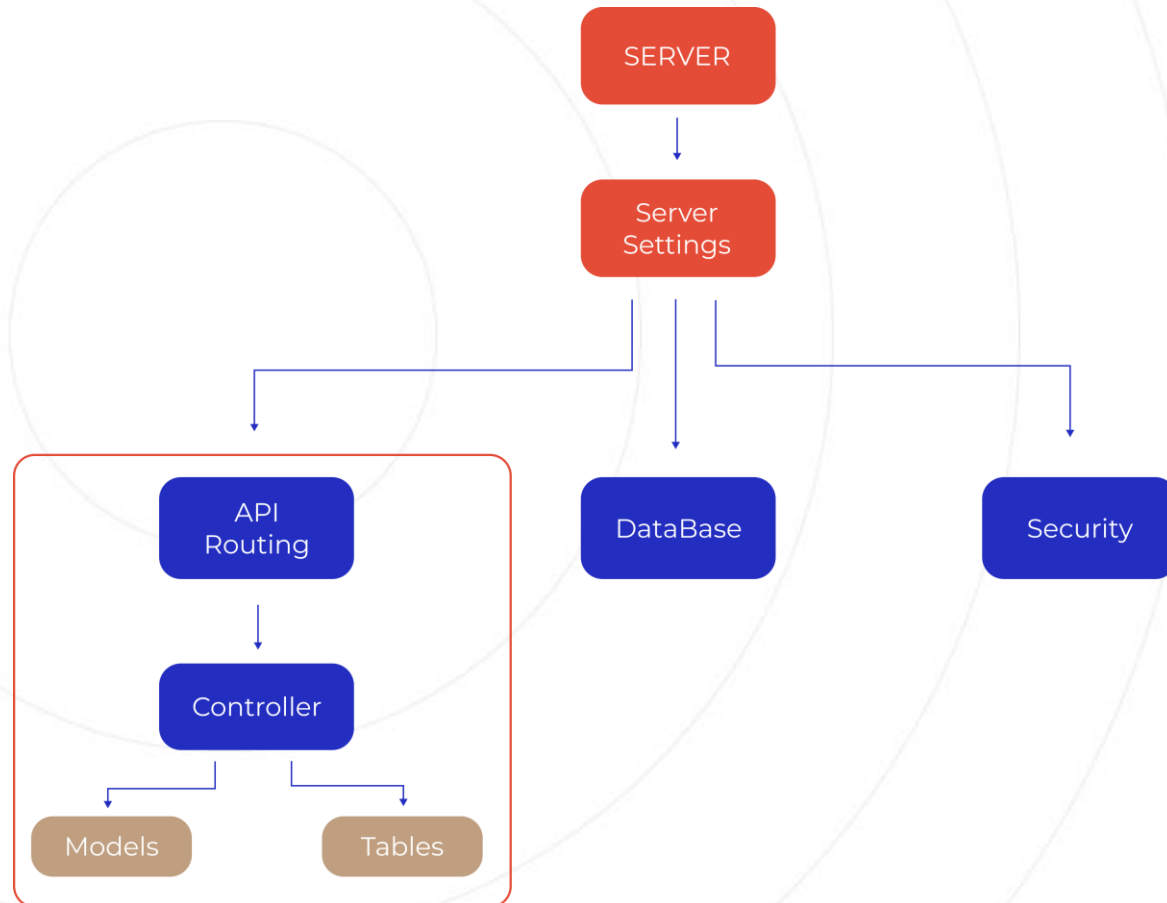 SERVER
Server
Settings
API
Routing
DataBase
Security
Controller
Models
Tables